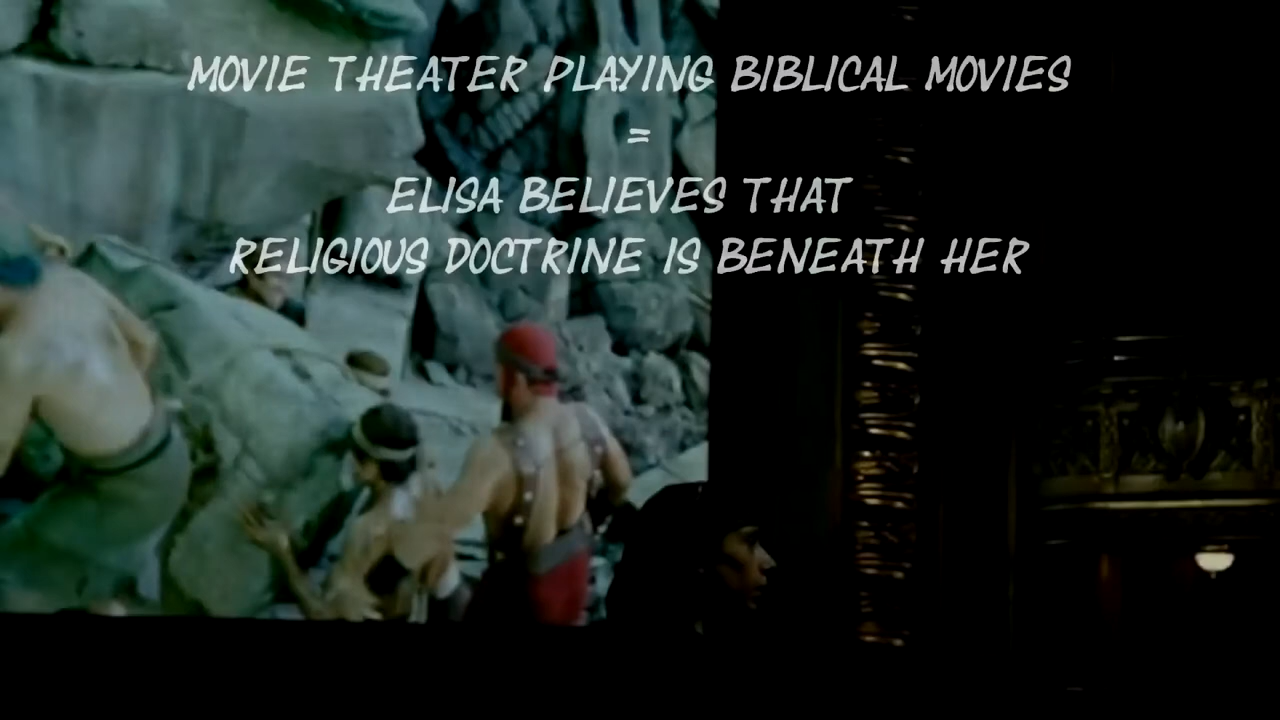 MOVIE THEATER PLAYING BIBLICAL MOVIES
=
ELISA BELIEVES THAT
RELIGIOUS DOCTRINE IS BENEATH HER